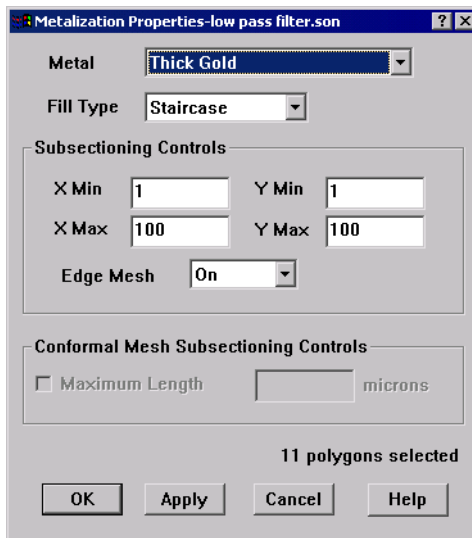 Metalization Properties-low pass filter.son
Metal Thick Gold
Fill Type Staircase
Subsectioning Controls
X Min 1 Y Min 1
X Max 100 Y Max 100
Edge Mesh On
Conformal Mesh Subsectioning Controls
Maximum Length microns
11 polygons selected
OK Apply Cancel Help